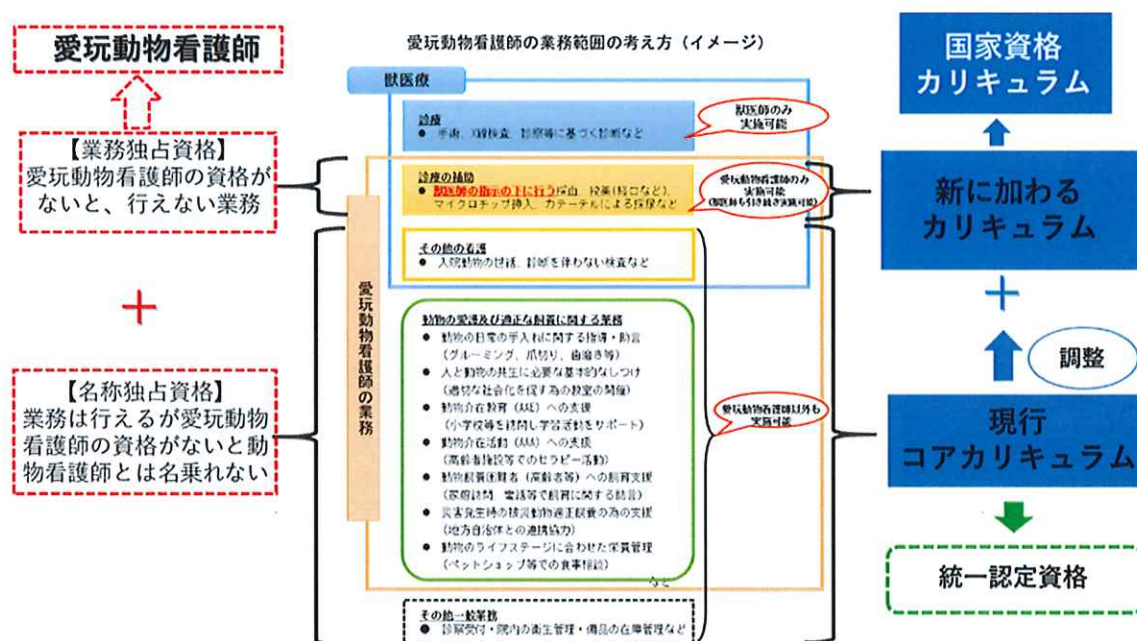 愛玩動物看護師
【業務独占資格】
愛玩動物看護師の資格が
ないと、行えない業務
+
【名称独占資格】
業務は行えるが愛玩動物
看護師の資格がないと動
物看護師とは名乗れない
愛玩動物看護師の業務範囲の考え方（イメージ）
獣医療
診療
● 手術、X線検査、診察等に基づく診断など
獣医師のみ
実施可能
診療の補助
● 獣医師の指示の下に行う採血、投薬（経口など）、
マイクロチップ挿入、カテーテルによる採尿など
愛玩動物看護師のみ
実施可能
（獣医師も引き続き実施可能）
その他の看護
● 入院動物の世話、診断を伴わない検査など
愛玩動物看護師の業務
動物の愛護及び適正な飼養に関する業務
● 動物の日常の手入れに関する指導・助言
（グルーミング、爪切り、歯磨き等）
● 人と動物の共生に必要な基本的なしつけ
（適切な社会化を促す為の教室の開催）
● 動物介在教育（AAE）への支援
（小学校等を訪問し学習活動をサポート）
● 動物介在活動（AAA）への支援
（高齢者施設等でのセラピー活動）
● 動物飼養困難者（高齢者等）への飼育支援
（家庭訪問、電話等で飼育に関する助言）
● 災害発生時の被災動物適正飼養の為の支援
（地方自治体との連携協力）
● 動物のライフステージに合わせた栄養管理
（ペットショップ等での食事相談）
など
愛玩動物看護師以外も
実施可能
その他一般業務
● 診察受付・院内の衛生管理・備品の在庫管理など
国家資格
カリキュラム
新に加わる
カリキュラム
+
調整
現行
コアカリキュラム
統一認定資格